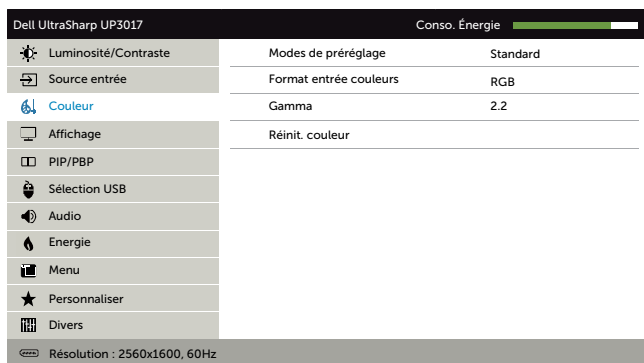 Dell UltraSharp UP3017 Conso. Énergie
Luminosité/Contraste Modes de préréglage Standard
Source entrée Format entrée couleurs RGB
Couleur Gamma 2.2
Affichage Réinit. couleur
PIP/PBP
Sélection USB
Audio
Energie
Menu
Personnaliser
Divers
Résolution : 2560x1600, 60Hz